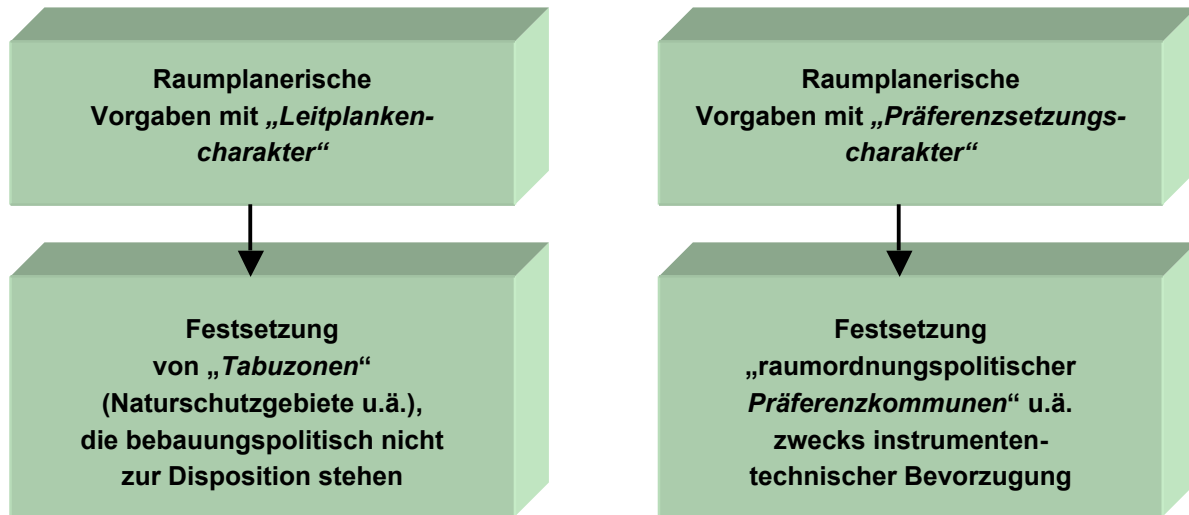 Raumplanerische
Vorgaben mit „Leitplanken-
charakter“
Festsetzung
von „Tabuzonen“
(Naturschutzgebiete u.ä.),
die bebauungspolitisch nicht
zur Disposition stehen
Raumplanerische
Vorgaben mit „Präferenzsetzungs-
charakter“
Festsetzung
„raumordnungspolitischer
Präferenzkommunen“ u.ä.
zwecks instrumenten-
technischer Bevorzugung